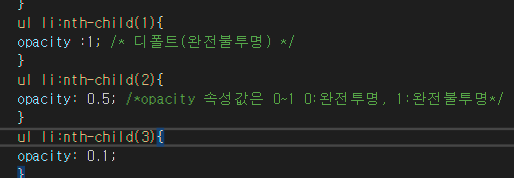 }
ul li:nth-child(1){
opacity :1; /* 디폴트(완전불투명) */
}
ul li:nth-child(2){
opacity: 0.5; /*opacity 속성값은 0~1 0:완전투명, 1:완전불투명*/
}
ul li:nth-child(3){
opacity: 0.1;
}